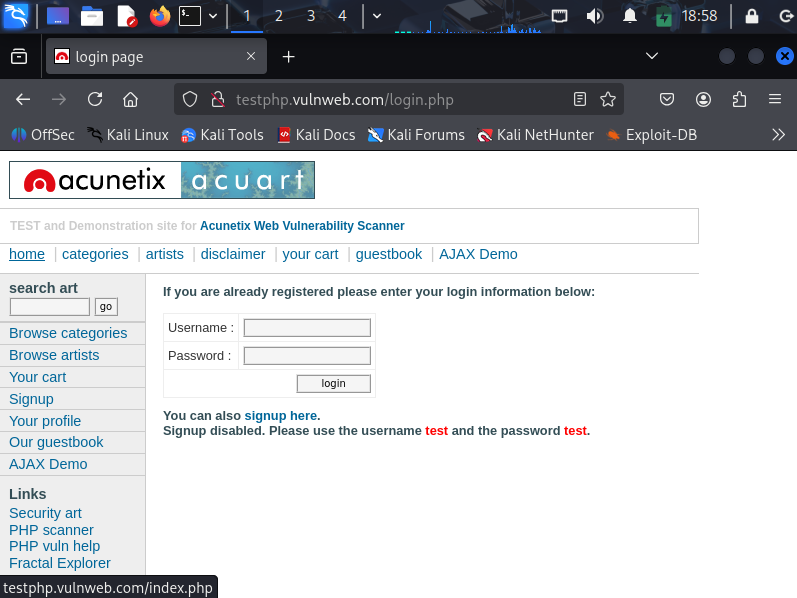 1 2 3 4 18:58
login page
testphp.vulnweb.com/login.php
OffSec Kali Linux Kali Tools Kali Docs Kali Forums Kali NetHunter Exploit-DB
acunetix acuart
TEST and Demonstration site for Acunetix Web Vulnerability Scanner
home | categories | artists | disclaimer | your cart | guestbook | AJAX Demo
search art
go
Browse categories
Browse artists
Your cart
Signup
Your profile
Our guestbook
AJAX Demo
Links
Security art
PHP scanner
PHP vuln help
Fractal Explorer
If you are already registered please enter your login information below:
Username :
Password :
login
You can also signup here.
Signup disabled. Please use the username test and the password test.
testphp.vulnweb.com/index.php